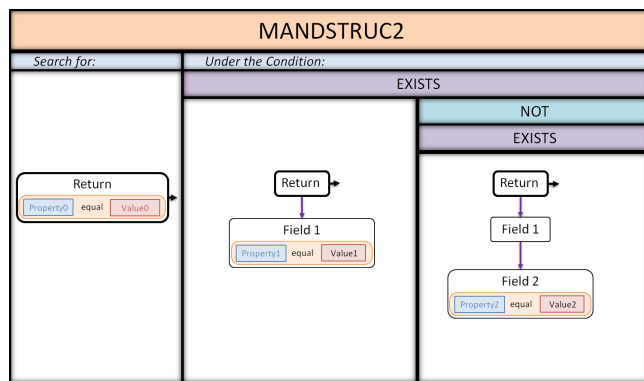 MANDSTRUC2
Search for:
Under the Condition:
EXISTS
NOT
EXISTS
Return
Property0 equal Value0
Return
Field 1
Property1 equal Value1
Return
Field 1
Field 2
Property2 equal Value2